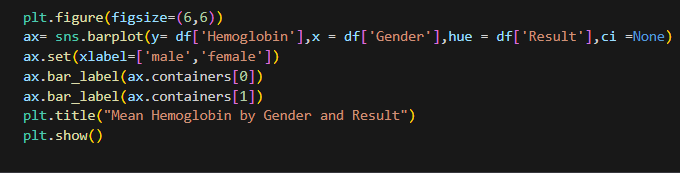 plt.figure(figsize=(6,6))
ax= sns.barplot(y= df['Hemoglobin'],x = df['Gender'],hue = df['Result'],ci =None)
ax.set(xlabel=['male','female'])
ax.bar_label(ax.containers[0])
ax.bar_label(ax.containers[1])
plt.title("Mean Hemoglobin by Gender and Result")
plt.show()